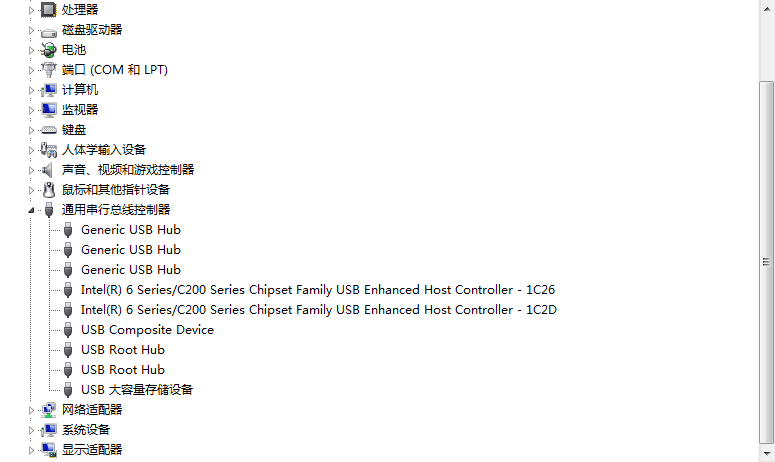 处理器
磁盘驱动器
电池
端口 (COM 和 LPT)
计算机
监视器
键盘
人体学输入设备
声音、视频和游戏控制器
鼠标和其他指针设备
通用串行总线控制器
Generic USB Hub
Generic USB Hub
Generic USB Hub
Intel(R) 6 Series/C200 Series Chipset Family USB Enhanced Host Controller - 1C26
Intel(R) 6 Series/C200 Series Chipset Family USB Enhanced Host Controller - 1C2D
USB Composite Device
USB Root Hub
USB Root Hub
USB 大容量存储设备
网络适配器
系统设备
显示适配器